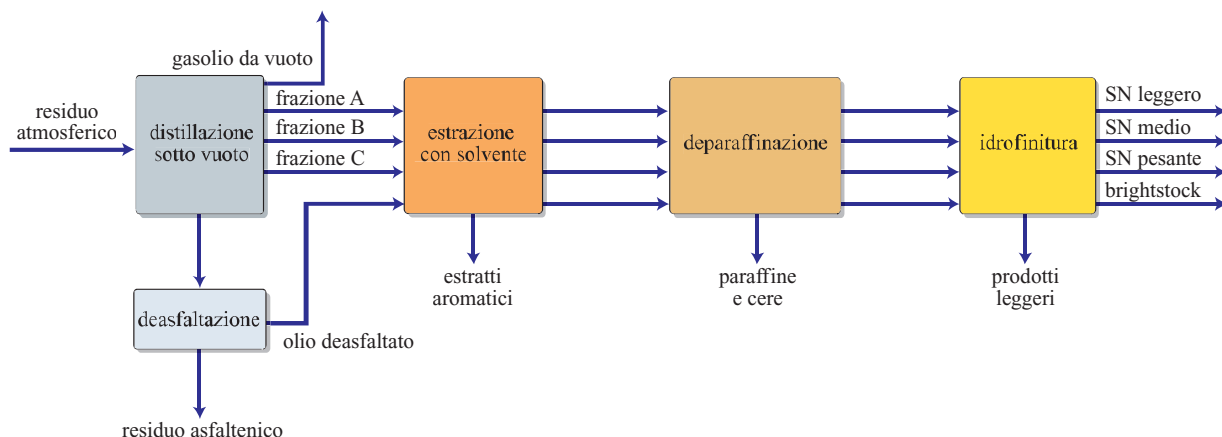 gasolio da vuoto
residuo
atmosferico
distillazione
sotto vuoto
frazione A
frazione B
frazione C
estrazione
con solvente
deparaffinazione
idrofinitura
SN leggero
SN medio
SN pesante
brightstock
deasfaltazione
olio deasfaltato
estratti
aromatici
paraffine
e cere
prodotti
leggeri
residuo asfaltenico